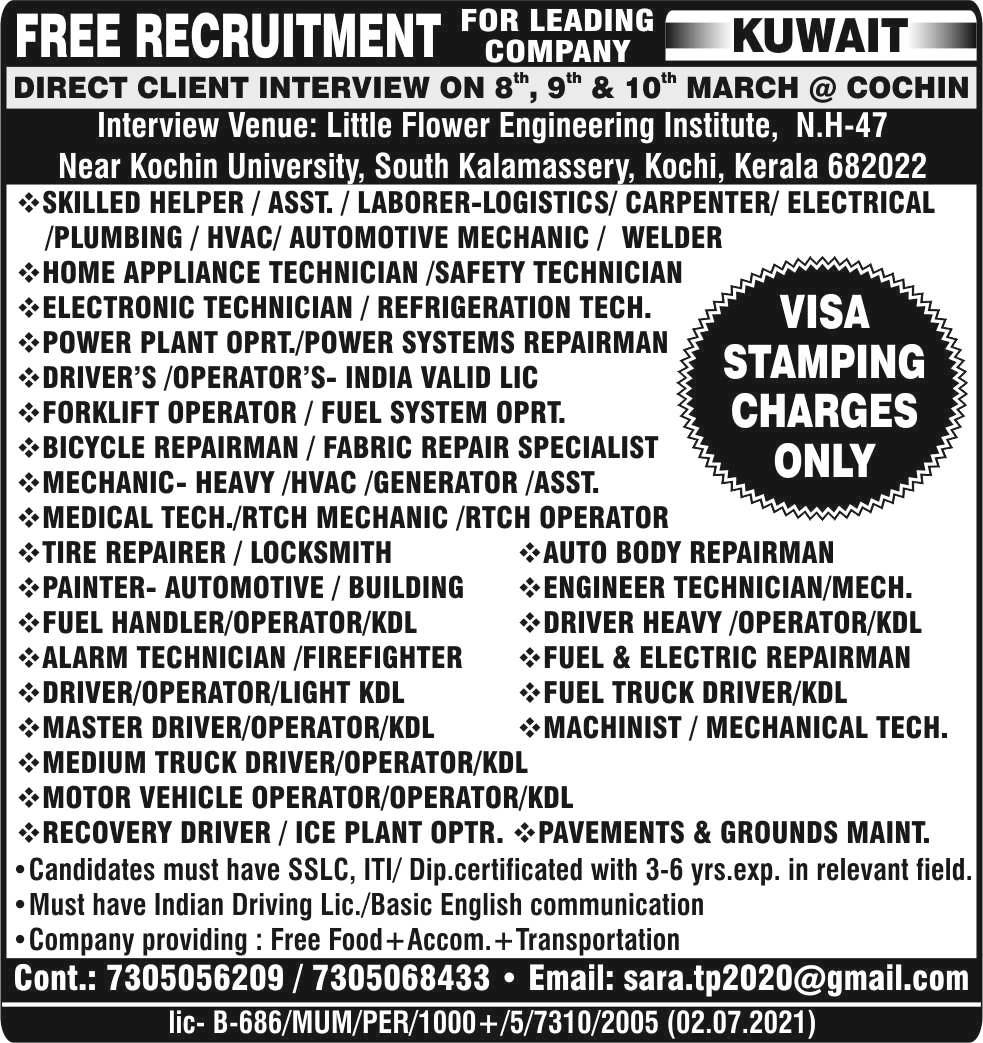 FREE RECRUITMENT FOR LEADING COMPANY KUWAIT
DIRECT CLIENT INTERVIEW ON 8th, 9th & 10th MARCH @ COCHIN
Interview Venue: Little Flower Engineering Institute, N.H-47
Near Kochin University, South Kalamassery, Kochi, Kerala 682022
❖SKILLED HELPER / ASST. / LABORER-LOGISTICS/ CARPENTER/ ELECTRICAL
/PLUMBING / HVAC/ AUTOMOTIVE MECHANIC / WELDER
❖HOME APPLIANCE TECHNICIAN /SAFETY TECHNICIAN
❖ELECTRONIC TECHNICIAN / REFRIGERATION TECH.
❖POWER PLANT OPRT./POWER SYSTEMS REPAIRMAN
❖DRIVER'S /OPERATOR'S- INDIA VALID LIC
❖FORKLIFT OPERATOR / FUEL SYSTEM OPRT.
❖BICYCLE REPAIRMAN / FABRIC REPAIR SPECIALIST
❖MECHANIC- HEAVY /HVAC /GENERATOR /ASST.
❖MEDICAL TECH./RTCH MECHANIC /RTCH OPERATOR
VISA
STAMPING
CHARGES
ONLY
❖TIRE REPAIRER / LOCKSMITH ❖AUTO BODY REPAIRMAN
❖PAINTER- AUTOMOTIVE / BUILDING ❖ENGINEER TECHNICIAN/MECH.
❖FUEL HANDLER/OPERATOR/KDL ❖DRIVER HEAVY /OPERATOR/KDL
❖ALARM TECHNICIAN /FIREFIGHTER ❖FUEL & ELECTRIC REPAIRMAN
❖DRIVER/OPERATOR/LIGHT KDL ❖FUEL TRUCK DRIVER/KDL
❖MASTER DRIVER/OPERATOR/KDL ❖MACHINIST / MECHANICAL TECH.
❖MEDIUM TRUCK DRIVER/OPERATOR/KDL
❖MOTOR VEHICLE OPERATOR/OPERATOR/KDL
❖RECOVERY DRIVER / ICE PLANT OPTR. ❖PAVEMENTS & GROUNDS MAINT.
•Candidates must have SSLC, ITI/ Dip.certificated with 3-6 yrs.exp. in relevant field.
•Must have Indian Driving Lic./Basic English communication
•Company providing : Free Food+Accom.+Transportation
Cont.: 7305056209 / 7305068433 • Email: sara.tp2020@gmail.com
lic- B-686/MUM/PER/1000+/5/7310/2005 (02.07.2021)